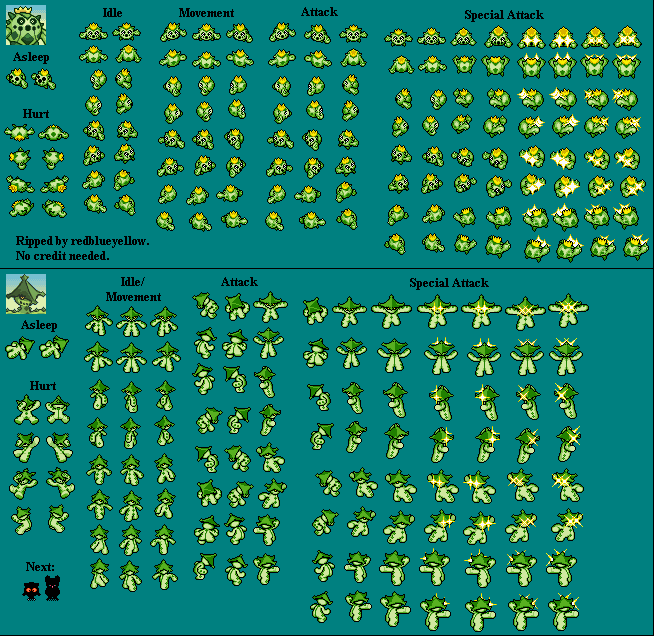 Idle
Movement
Attack
Special Attack
Asleep
Hurt
Ripped by redblueyellow.
No credit needed.
Idle/
Movement
Attack
Special Attack
Asleep
Hurt
Next: